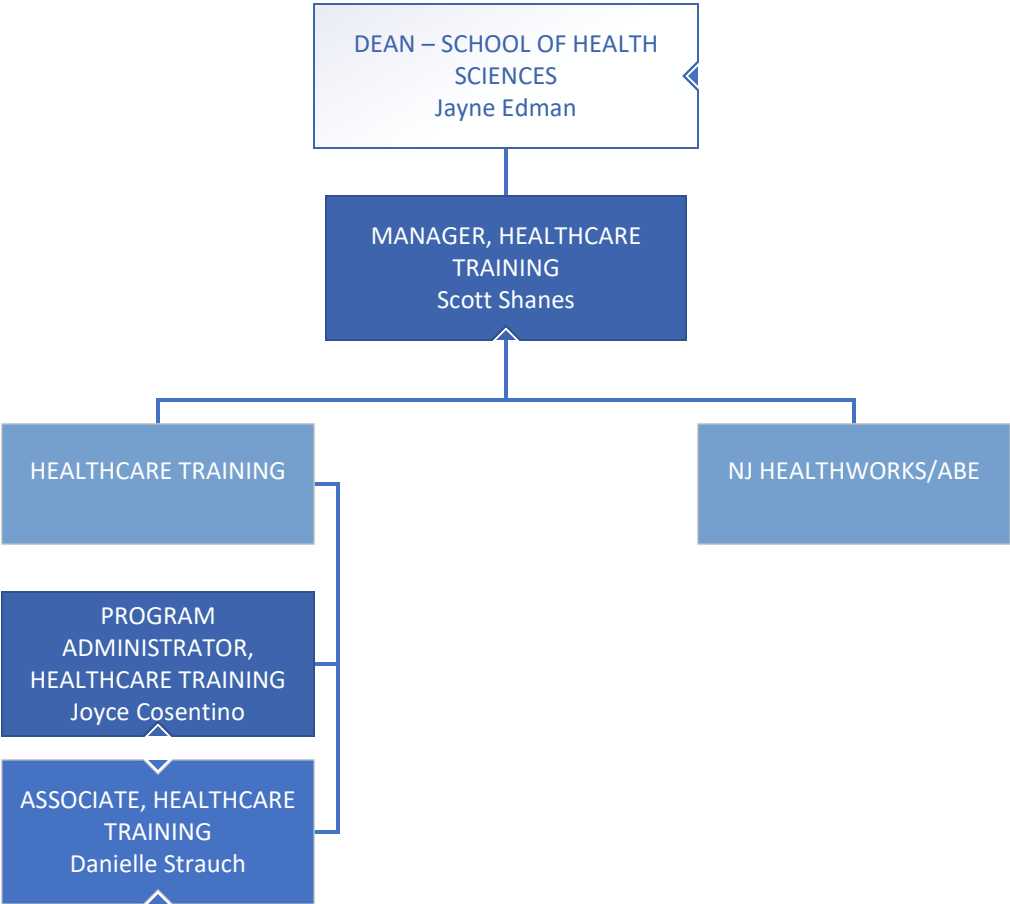 DEAN – SCHOOL OF HEALTH
SCIENCES
Jayne Edman
MANAGER, HEALTHCARE
TRAINING
Scott Shanes
HEALTHCARE TRAINING
NJ HEALTHWORKS/ABE
PROGRAM
ADMINISTRATOR,
HEALTHCARE TRAINING
Joyce Cosentino
ASSOCIATE, HEALTHCARE
TRAINING
Danielle Strauch